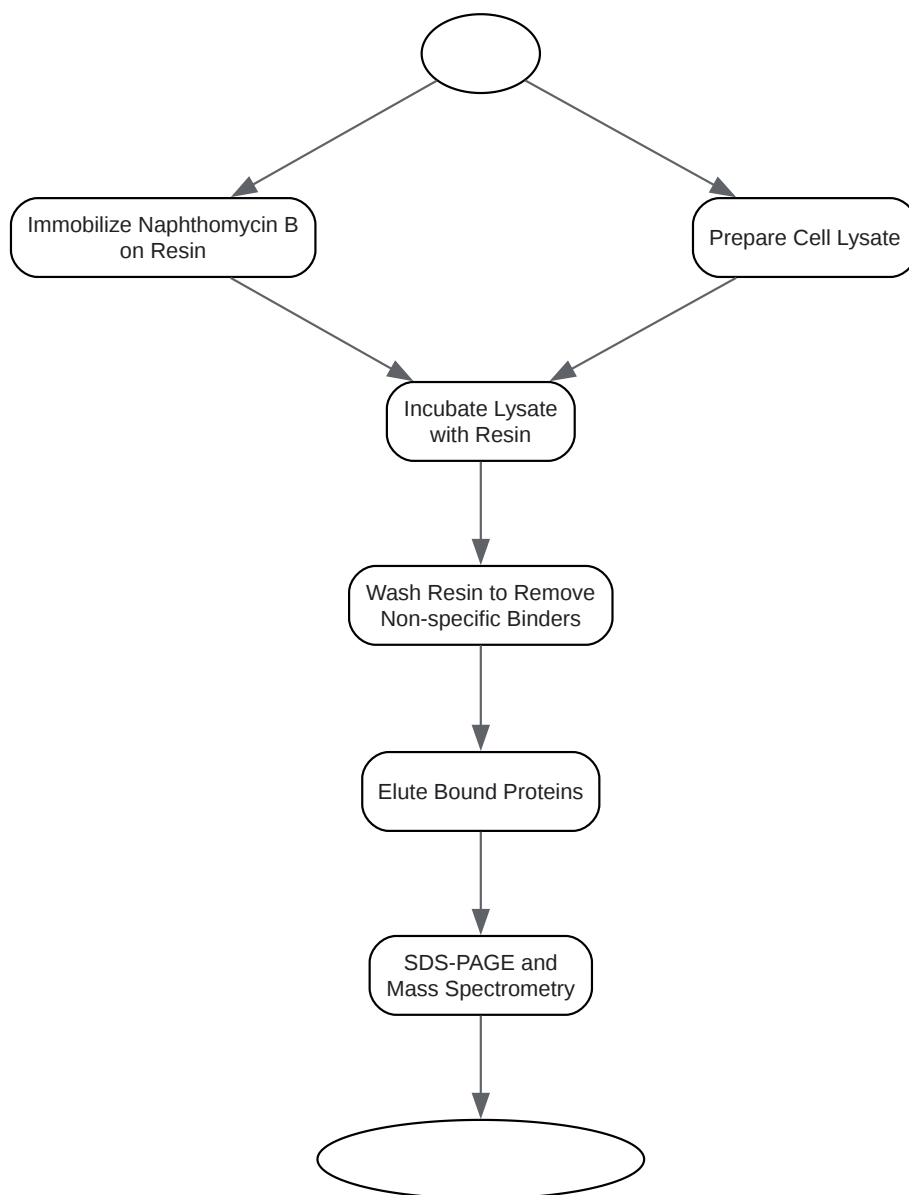 Immobilize Naphthomycin B
on Resin
Prepare Cell Lysate
Incubate Lysate
with Resin
Wash Resin to Remove
Non-specific Binders
Elute Bound Proteins
SDS-PAGE and
Mass Spectrometry